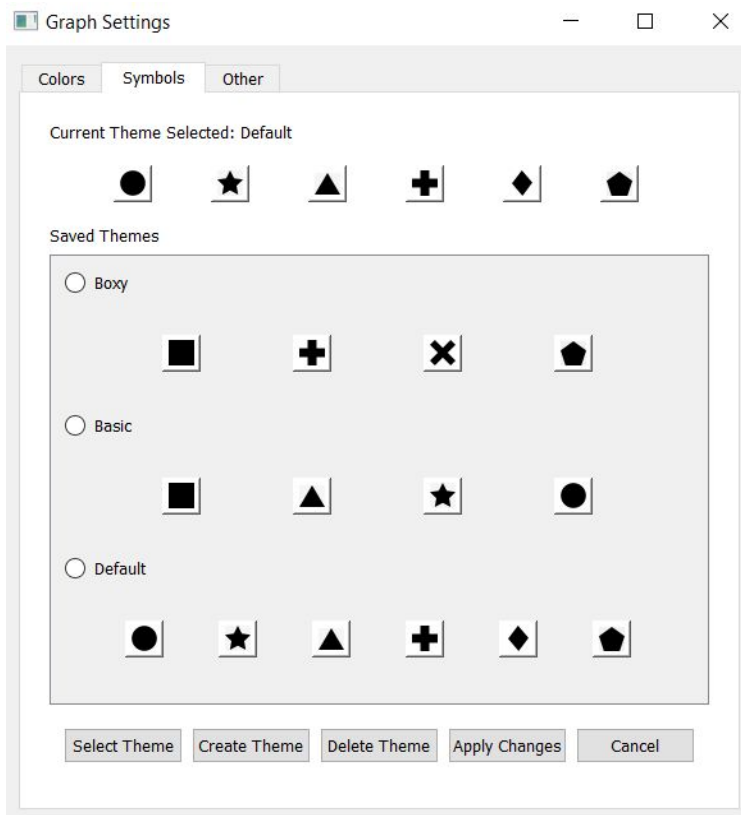 Graph Settings
Colors Symbols Other
Current Theme Selected: Default
Saved Themes
Boxy
Basic
Default
Select Theme Create Theme Delete Theme Apply Changes Cancel